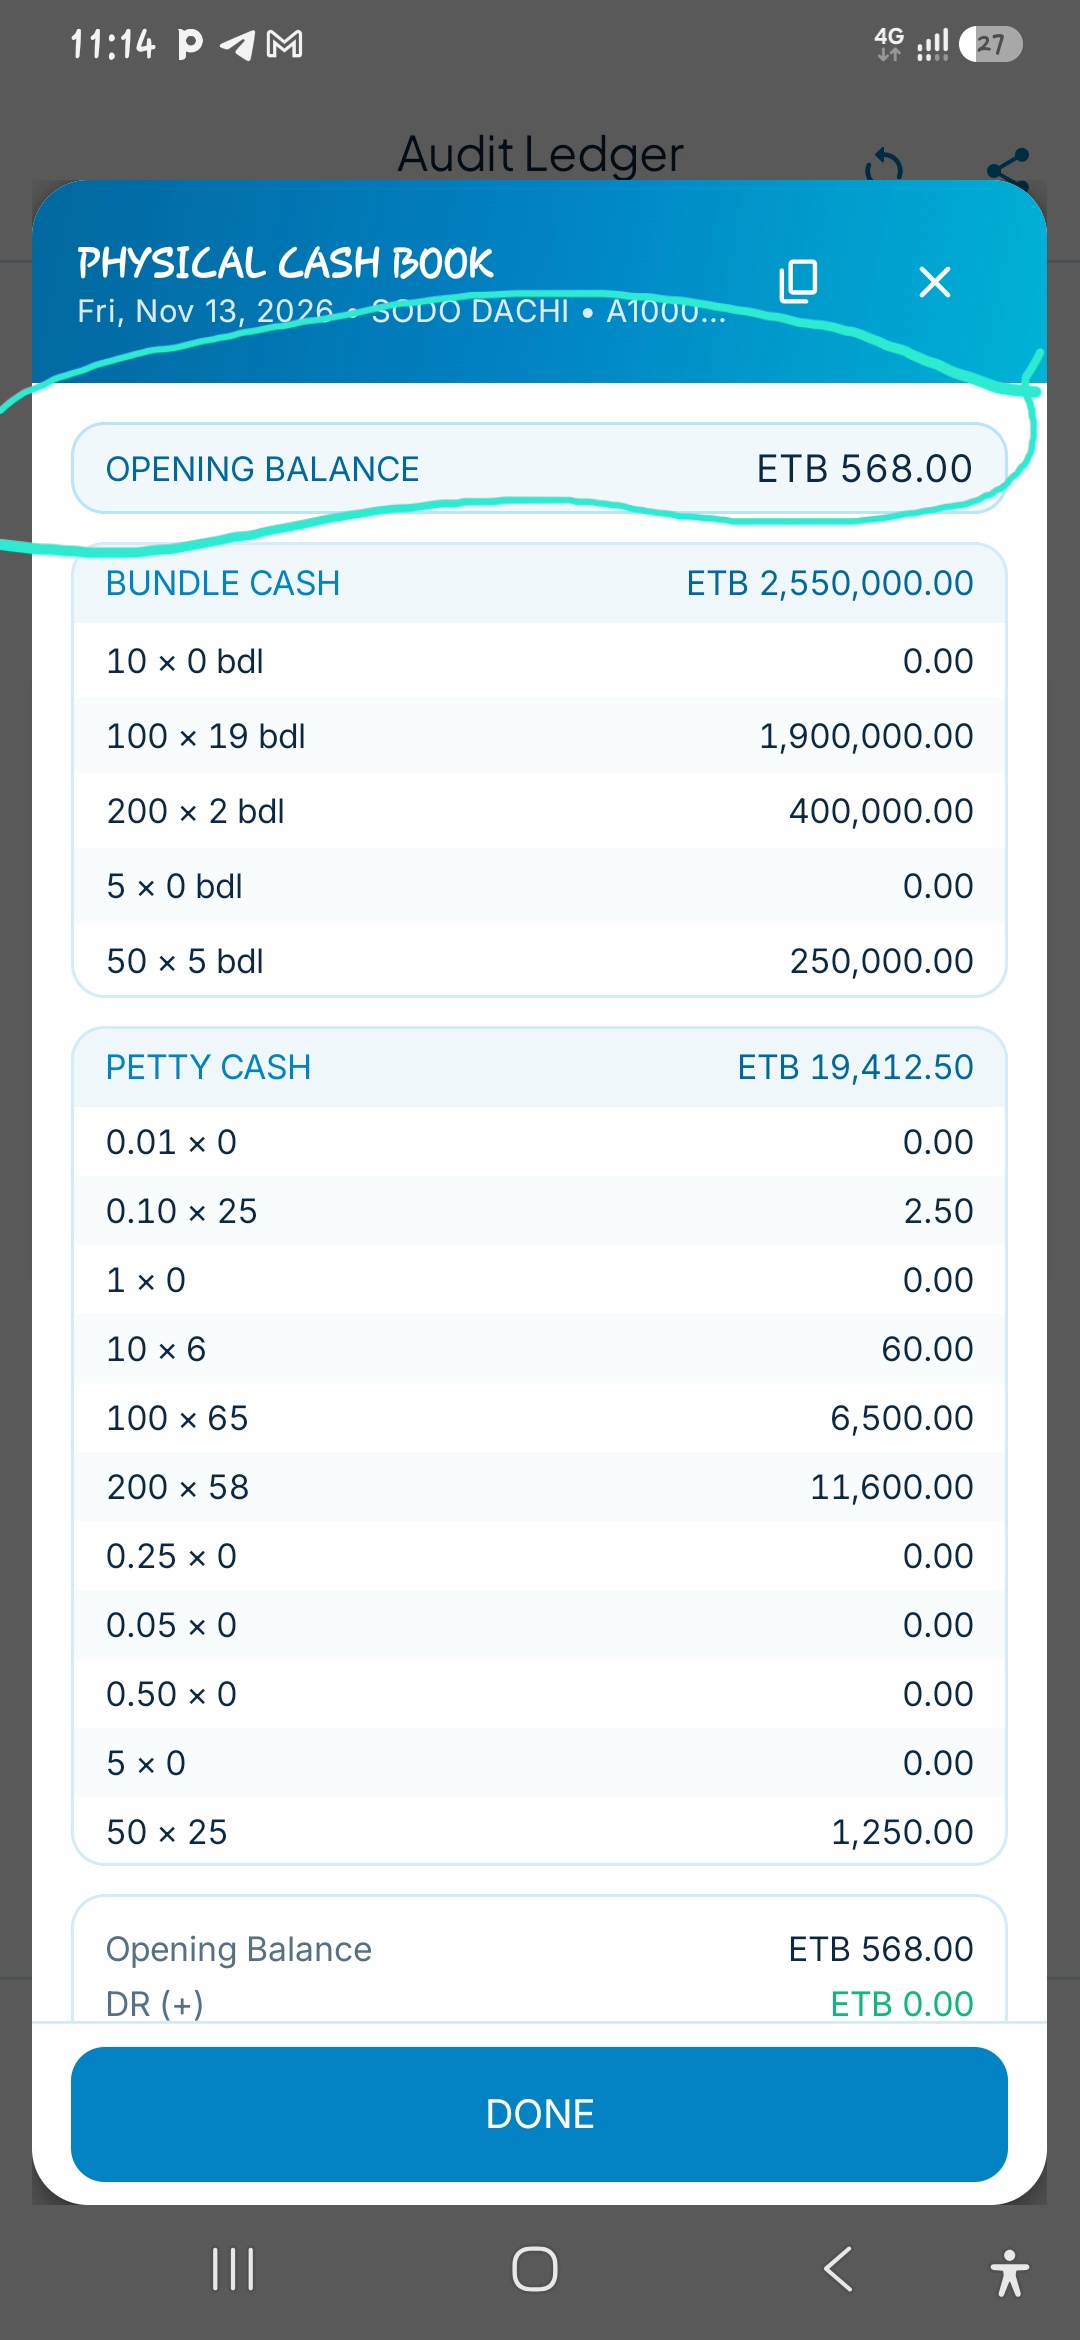 11:14
4G
27
Audit Ledger
PHYSICAL CASH BOOK
Fri, Nov 13, 2026 • SODO DACHI • A1000...
OPENING BALANCE ETB 568.00
BUNDLE CASH ETB 2,550,000.00
10 × 0 bdl 0.00
100 × 19 bdl 1,900,000.00
200 × 2 bdl 400,000.00
5 × 0 bdl 0.00
50 × 5 bdl 250,000.00
PETTY CASH ETB 19,412.50
0.01 × 0 0.00
0.10 × 25 2.50
1 × 0 0.00
10 × 6 60.00
100 × 65 6,500.00
200 × 58 11,600.00
0.25 × 0 0.00
0.05 × 0 0.00
0.50 × 0 0.00
5 × 0 0.00
50 × 25 1,250.00
Opening Balance ETB 568.00
DR (+) ETB 0.00
DONE